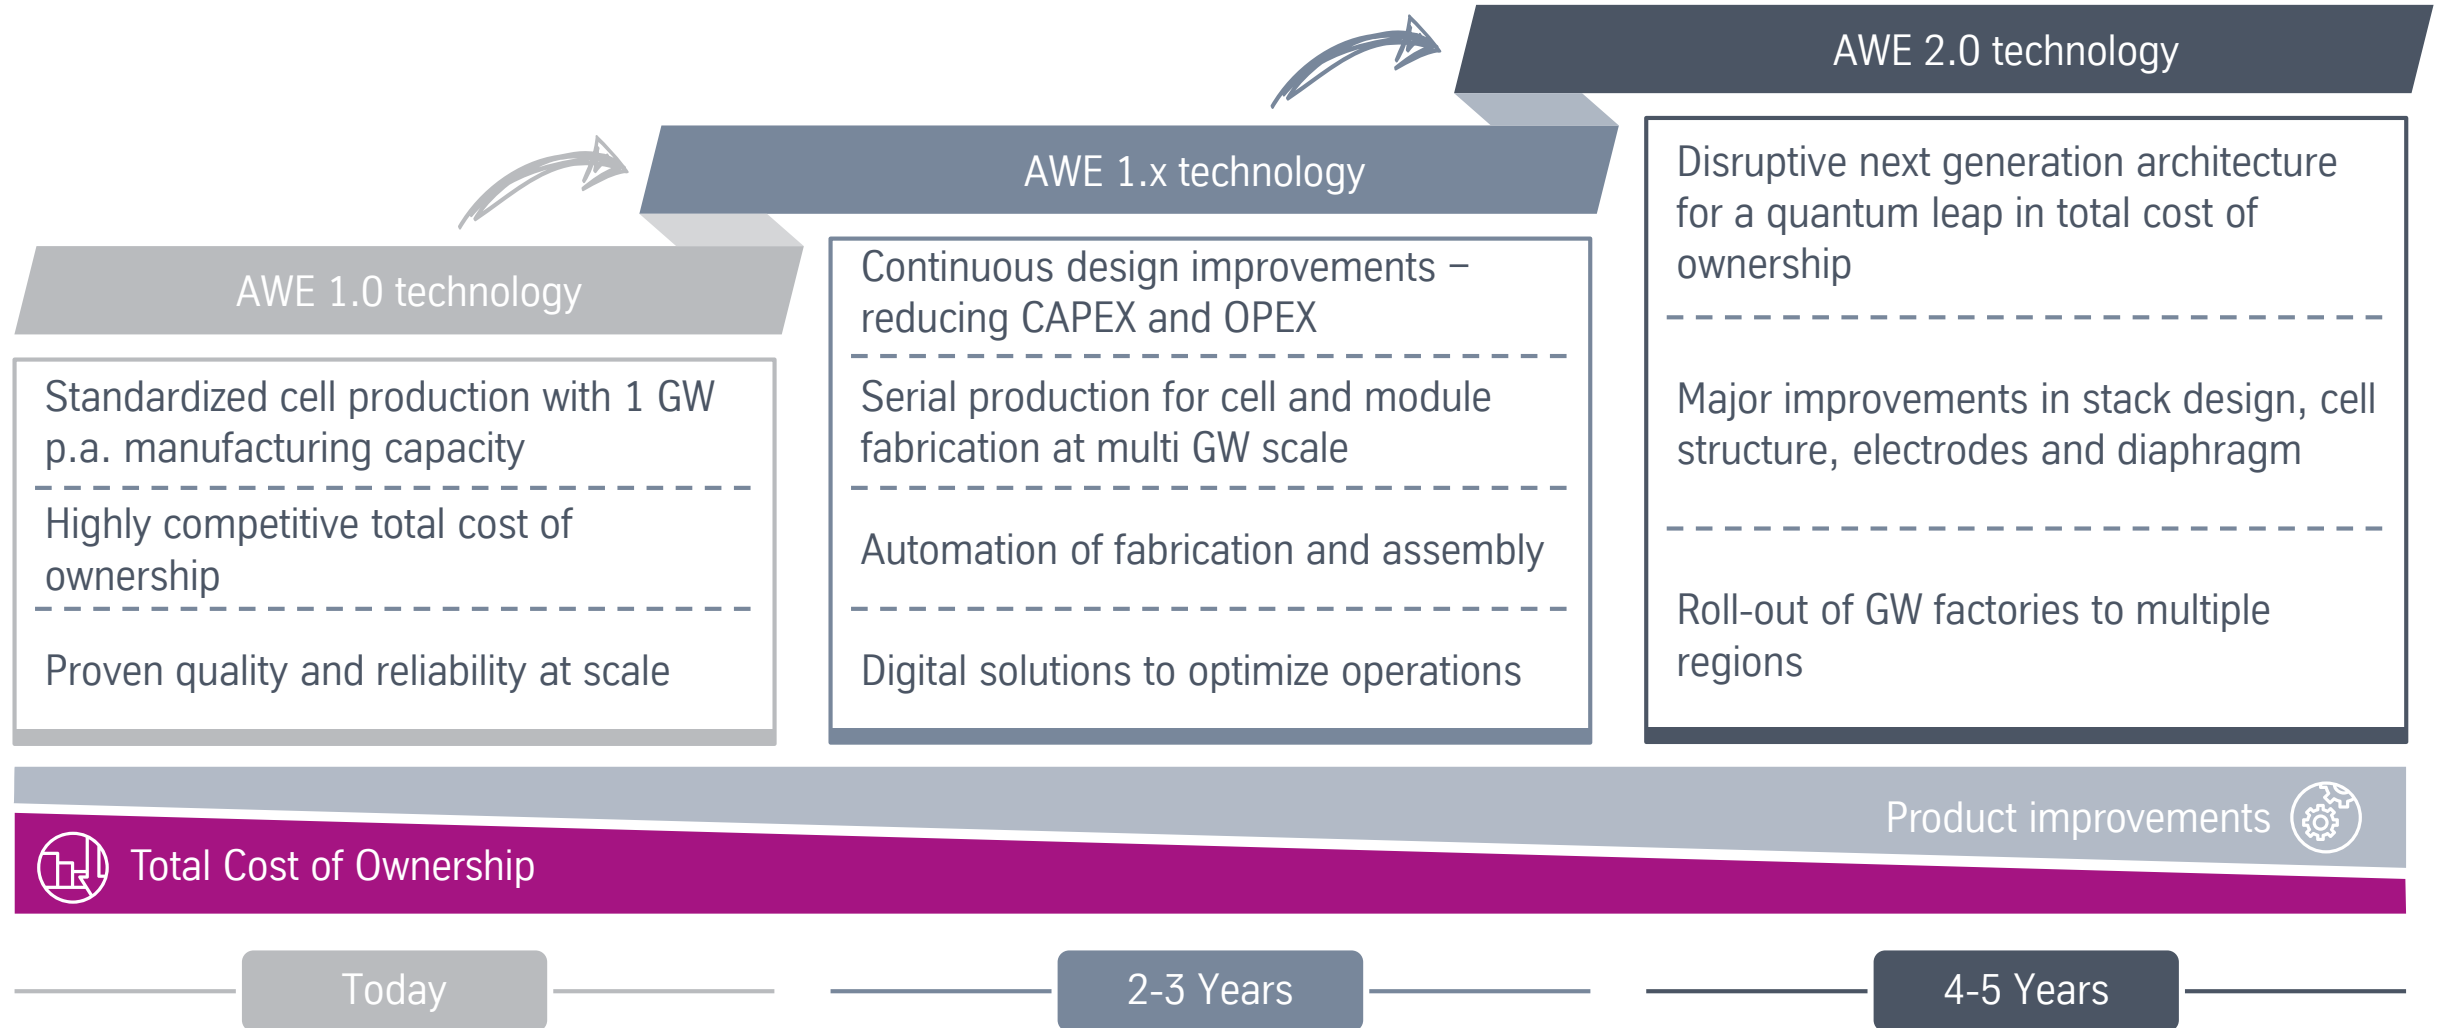 AWE 2.0 technology
AWE 1.x technology
AWE 1.0 technology
Standardized cell production with 1 GW
p.a. manufacturing capacity
Highly competitive total cost of
ownership
Proven quality and reliability at scale
Continuous design improvements –
reducing CAPEX and OPEX
Serial production for cell and module
fabrication at multi GW scale
Automation of fabrication and assembly
Digital solutions to optimize operations
Disruptive next generation architecture
for a quantum leap in total cost of
ownership
Major improvements in stack design, cell
structure, electrodes and diaphragm
Roll-out of GW factories to multiple
regions
Product improvements
Total Cost of Ownership
Today
2-3 Years
4-5 Years